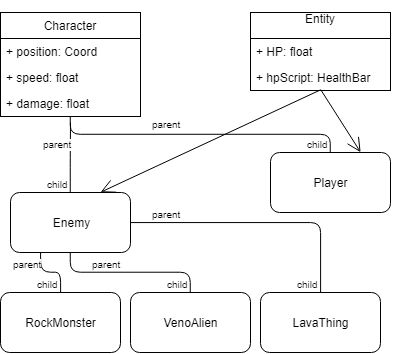 Character
Entity
+ position: Coord
+ speed: float
+ damage: float
+ HP: float
+ hpScript: HealthBar
parent
parent
child
child
Player
Enemy
parent
parent
parent
child
child
child
RockMonster
VenoAlien
LavaThing